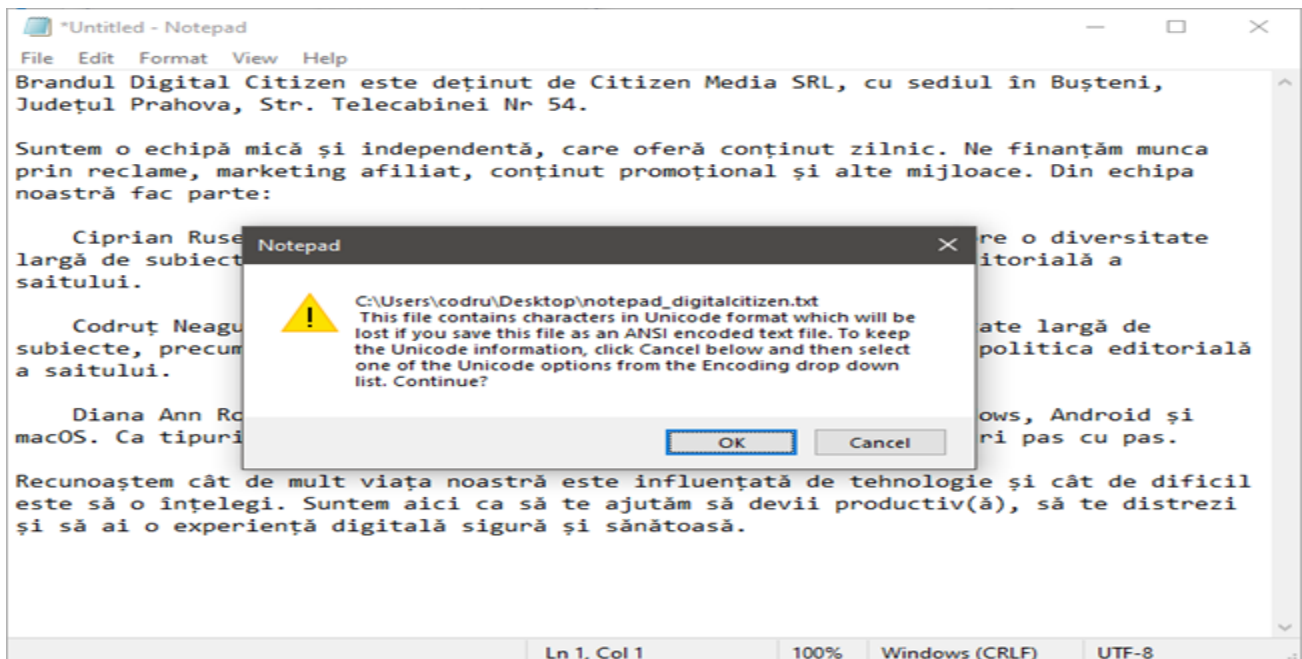 *Untitled - Notepad
File Edit Format View Help
Brandul Digital Citizen este deținut de Citizen Media SRL, cu sediul în Bușteni,
Județul Prahova, Str. Telecabinei Nr 54.
Suntem o echipă mică și independentă, care oferă conținut zilnic. Ne finanțăm munca
prin reclame, marketing afiliat, conținut promoțional și alte mijloace. Din echipa
noastră fac parte:
Ciprian Ruse re o diversitate
largă de subiect itorială a
saitului.
Codruț Neagu ate largă de
subiecte, precum politica editorială
a saitului.
Diana Ann Ro ows, Android și
macOS. Ca tipuri ri pas cu pas.
Recunoaștem cât de mult viața noastră este influențată de tehnologie și cât de dificil
este să o înțelegi. Suntem aici ca să te ajutăm să devii productiv(ă), să te distrezi
și să ai o experiență digitală sigură și sănătoasă.
Notepad
C:\Users\codru\Desktop\notepad_digitalcitizen.txt
This file contains characters in Unicode format which will be
lost if you save this file as an ANSI encoded text file. To keep
the Unicode information, click Cancel below and then select
one of the Unicode options from the Encoding drop down
list. Continue?
OK Cancel
Ln 1, Col 1 100% Windows (CRLF) UTF-8